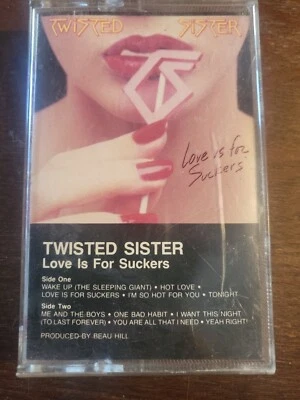 TWISTED SISTER
TS
Love is for
Suckers
TWISTED SISTER
Love Is For Suckers
Side One
WAKE UP (THE SLEEPING GIANT) • HOT LOVE •
LOVE IS FOR SUCKERS • I'M SO HOT FOR YOU • TONIGHT
Side Two
ME AND THE BOYS • ONE BAD HABIT • I WANT THIS NIGHT
(TO LAST FOREVER) • YOU ARE ALL THAT I NEED • YEAH RIGHT!
PRODUCED BY BEAU HILL